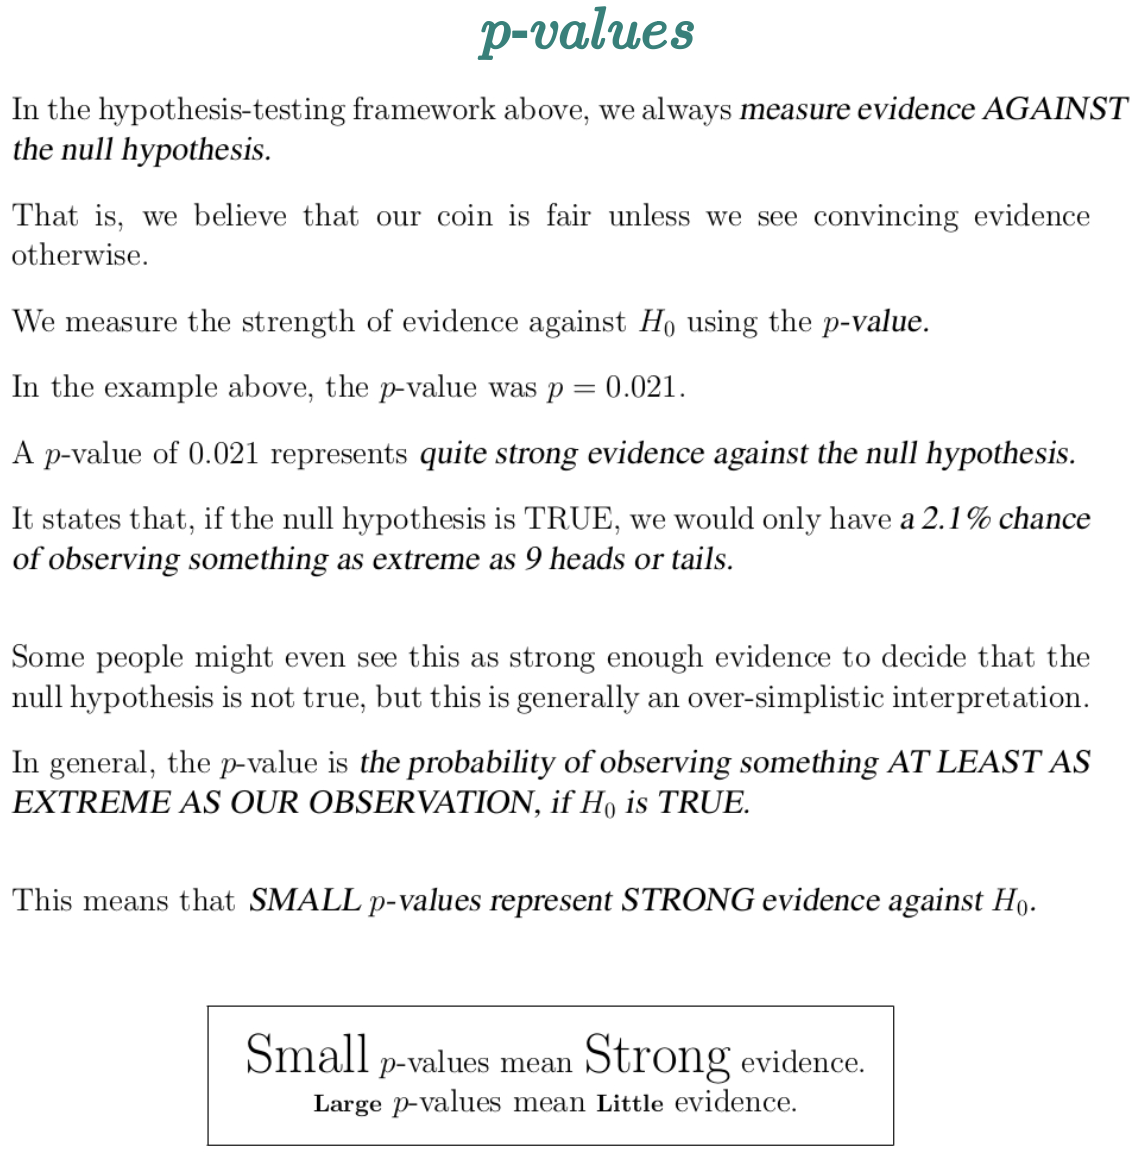 p-values
In the hypothesis-testing framework above, we always measure evidence AGAINST
the null hypothesis.
That is, we believe that our coin is fair unless we see convincing evidence
otherwise.
We measure the strength of evidence against H₀ using the p-value.
In the example above, the p-value was p = 0.021.
A p-value of 0.021 represents quite strong evidence against the null hypothesis.
It states that, if the null hypothesis is TRUE, we would only have a 2.1% chance
of observing something as extreme as 9 heads or tails.
Some people might even see this as strong enough evidence to decide that the
null hypothesis is not true, but this is generally an over-simplistic interpretation.
In general, the p-value is the probability of observing something AT LEAST AS
EXTREME AS OUR OBSERVATION, if H₀ is TRUE.
This means that SMALL p-values represent STRONG evidence against H₀.
Small p-values mean Strong evidence.
Large p-values mean Little evidence.